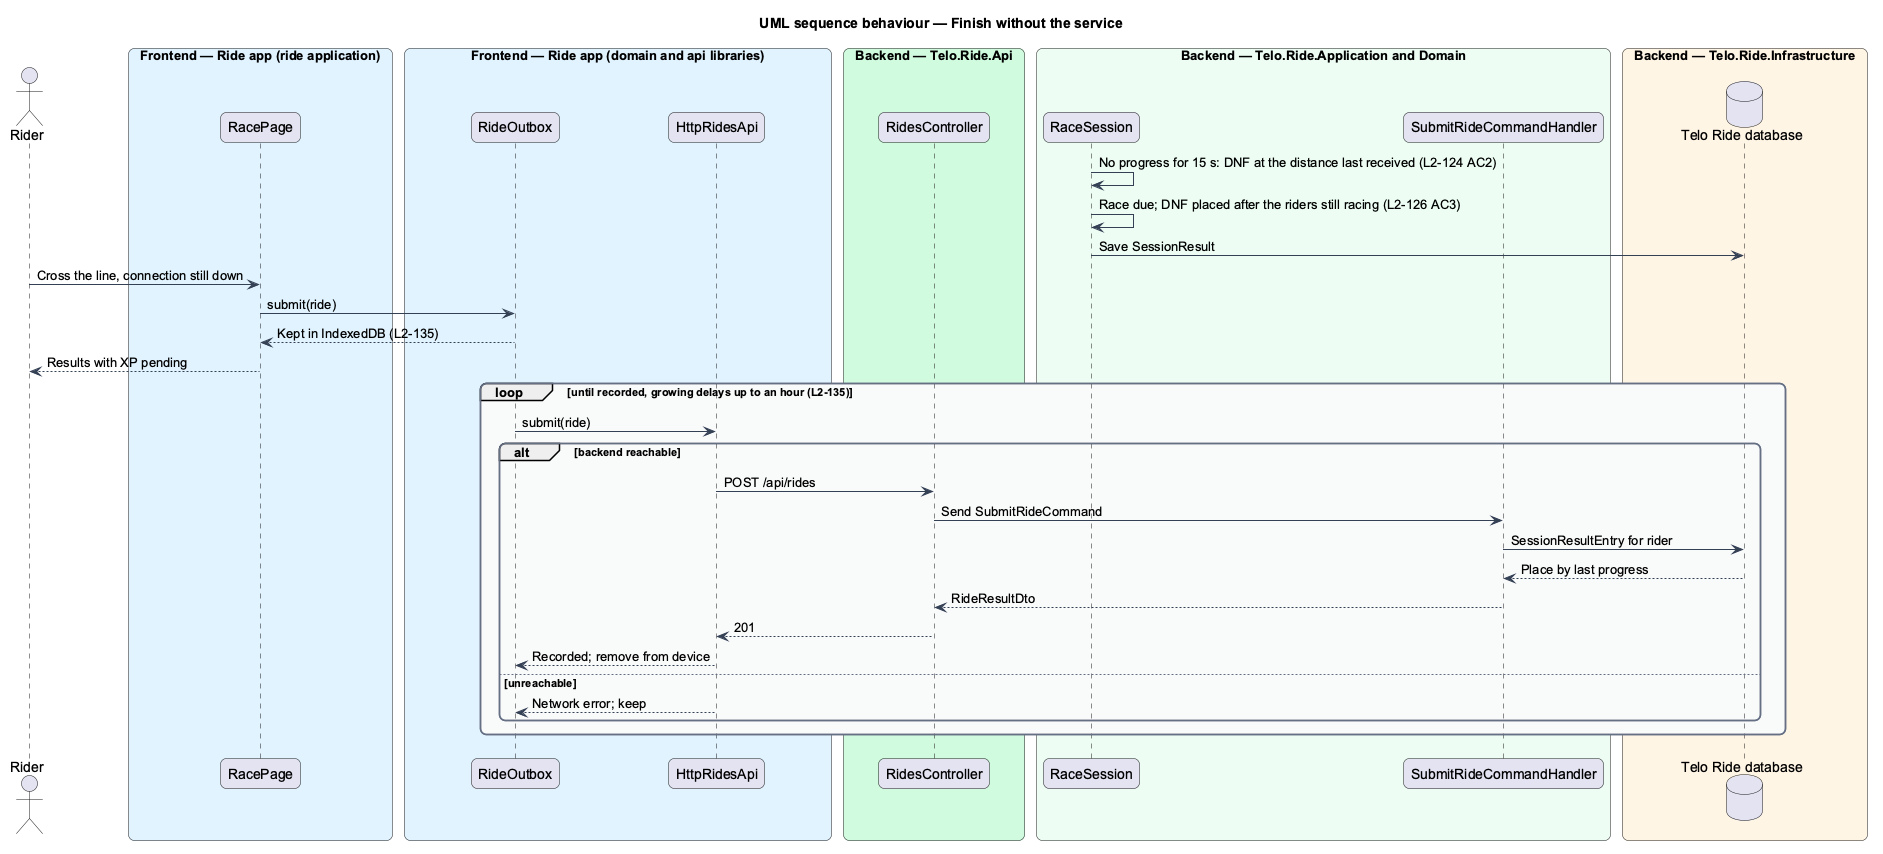 UML sequence behaviour — Finish without the service
Frontend — Ride app (ride application)
Frontend — Ride app (domain and api libraries)
Backend — Telo.Ride.Api
Backend — Telo.Ride.Application and Domain
Backend — Telo.Ride.Infrastructure
Rider
RacePage
RideOutbox
HttpRidesApi
RidesController
RaceSession
SubmitRideCommandHandler
Telo Ride database
No progress for 15 s: DNF at the distance last received (L2-124 AC2)
Race due; DNF placed after the riders still racing (L2-126 AC3)
Save SessionResult
Cross the line, connection still down
submit(ride)
Kept in IndexedDB (L2-135)
Results with XP pending
loop
[until recorded, growing delays up to an hour (L2-135)]
submit(ride)
alt
[backend reachable]
POST /api/rides
Send SubmitRideCommand
SessionResultEntry for rider
Place by last progress
RideResultDto
201
Recorded; remove from device
[unreachable]
Network error; keep
Rider
RacePage
RideOutbox
HttpRidesApi
RidesController
RaceSession
SubmitRideCommandHandler
Telo Ride database